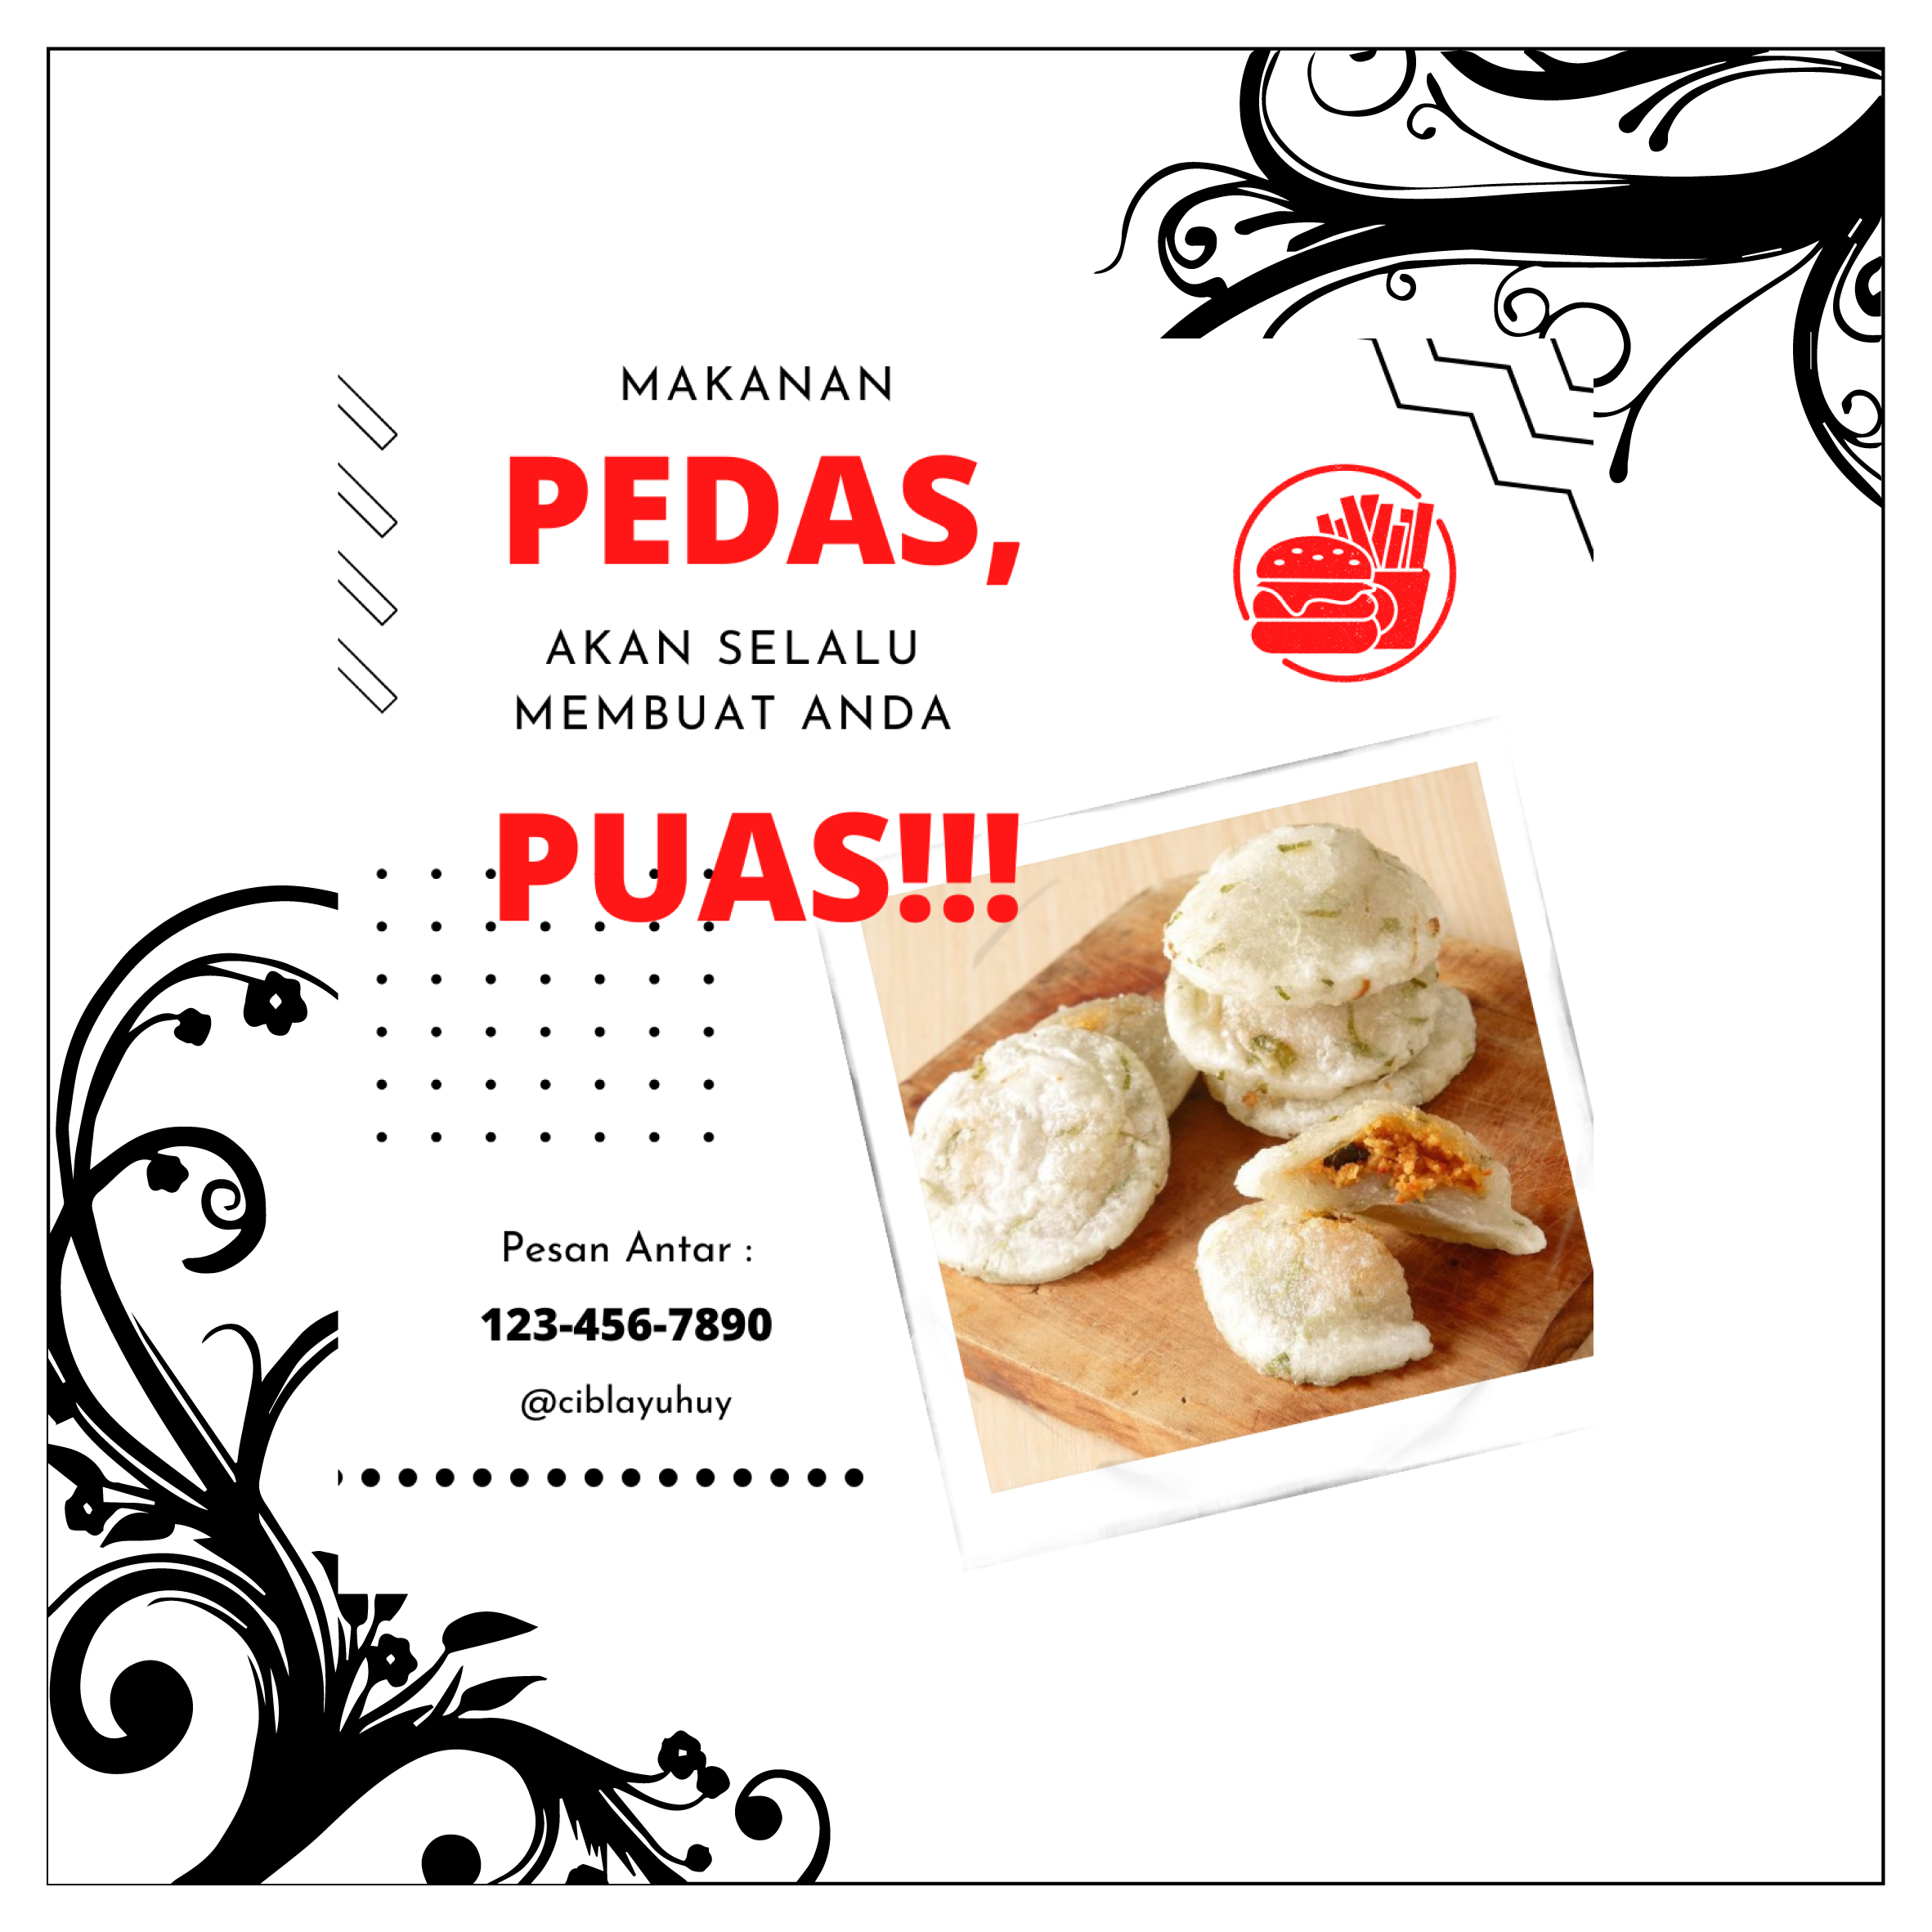 MAKANAN
PEDAS,
AKAN SELALU
MEMBUAT ANDA
PUAS!!!
Pesan Antar :
123-456-7890
@ciblayuhuy